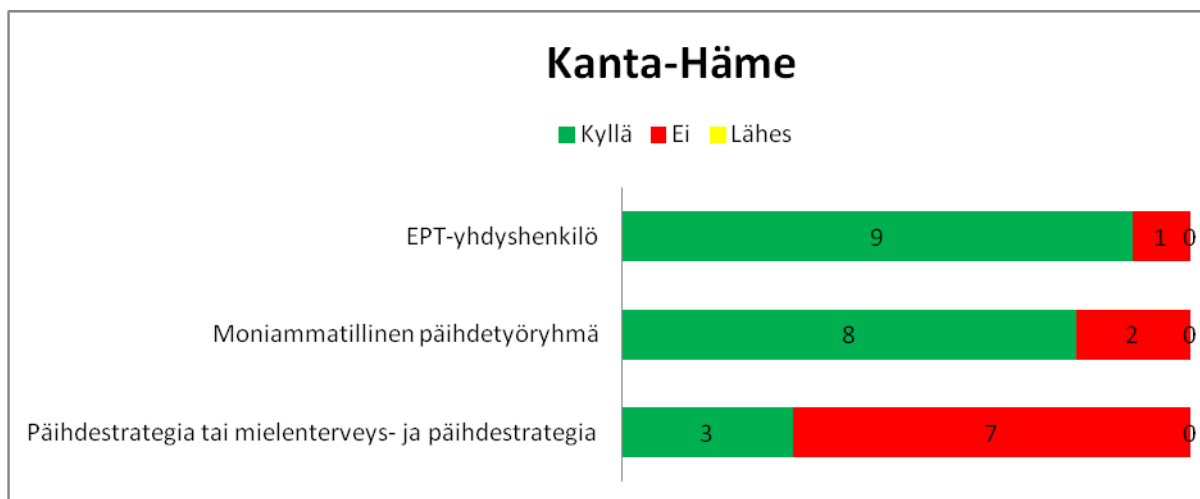 Kanta-Häme
Kyllä Ei Lähes
EPT-yhdyshenkilö 9 1 0
Moniammatillinen päihdetyöryhmä 8 2 0
Päihdestrategia tai mielenterveys- ja päihdestrategia 3 7 0